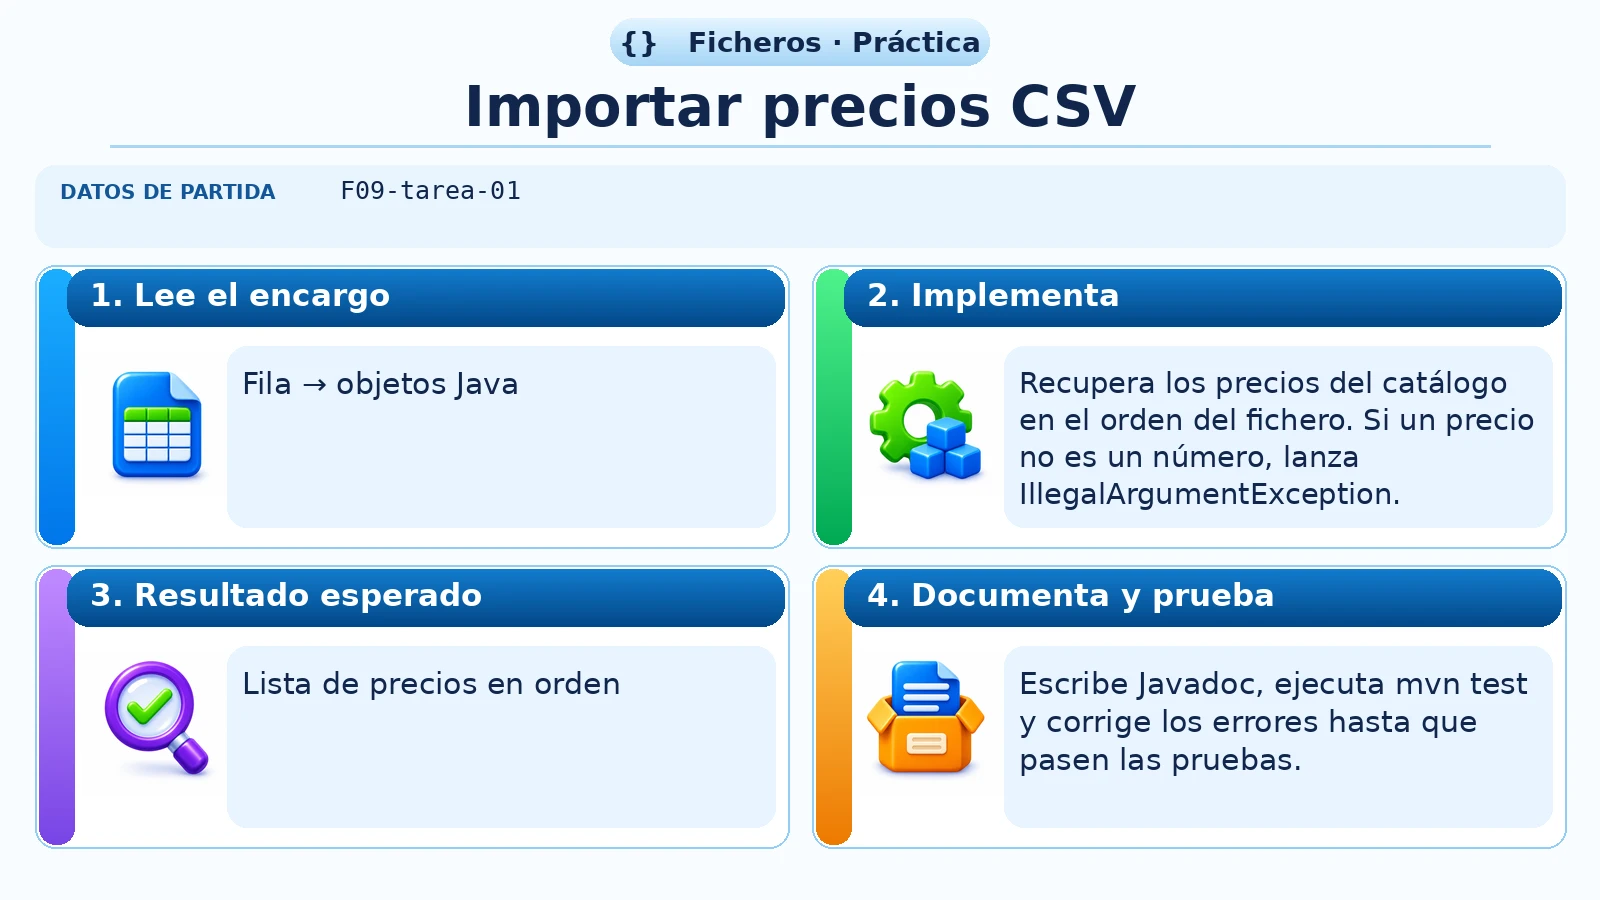 {} Ficheros · Práctica
Importar precios CSV
DATOS DE PARTIDA F09-tarea-01
1. Lee el encargo
Fila → objetos Java
2. Implementa
Recupera los precios del catálogo
en el orden del fichero. Si un precio
no es un número, lanza
IllegalArgumentException.
3. Resultado esperado
Lista de precios en orden
4. Documenta y prueba
Escribe Javadoc, ejecuta mvn test
y corrige los errores hasta que
pasen las pruebas.